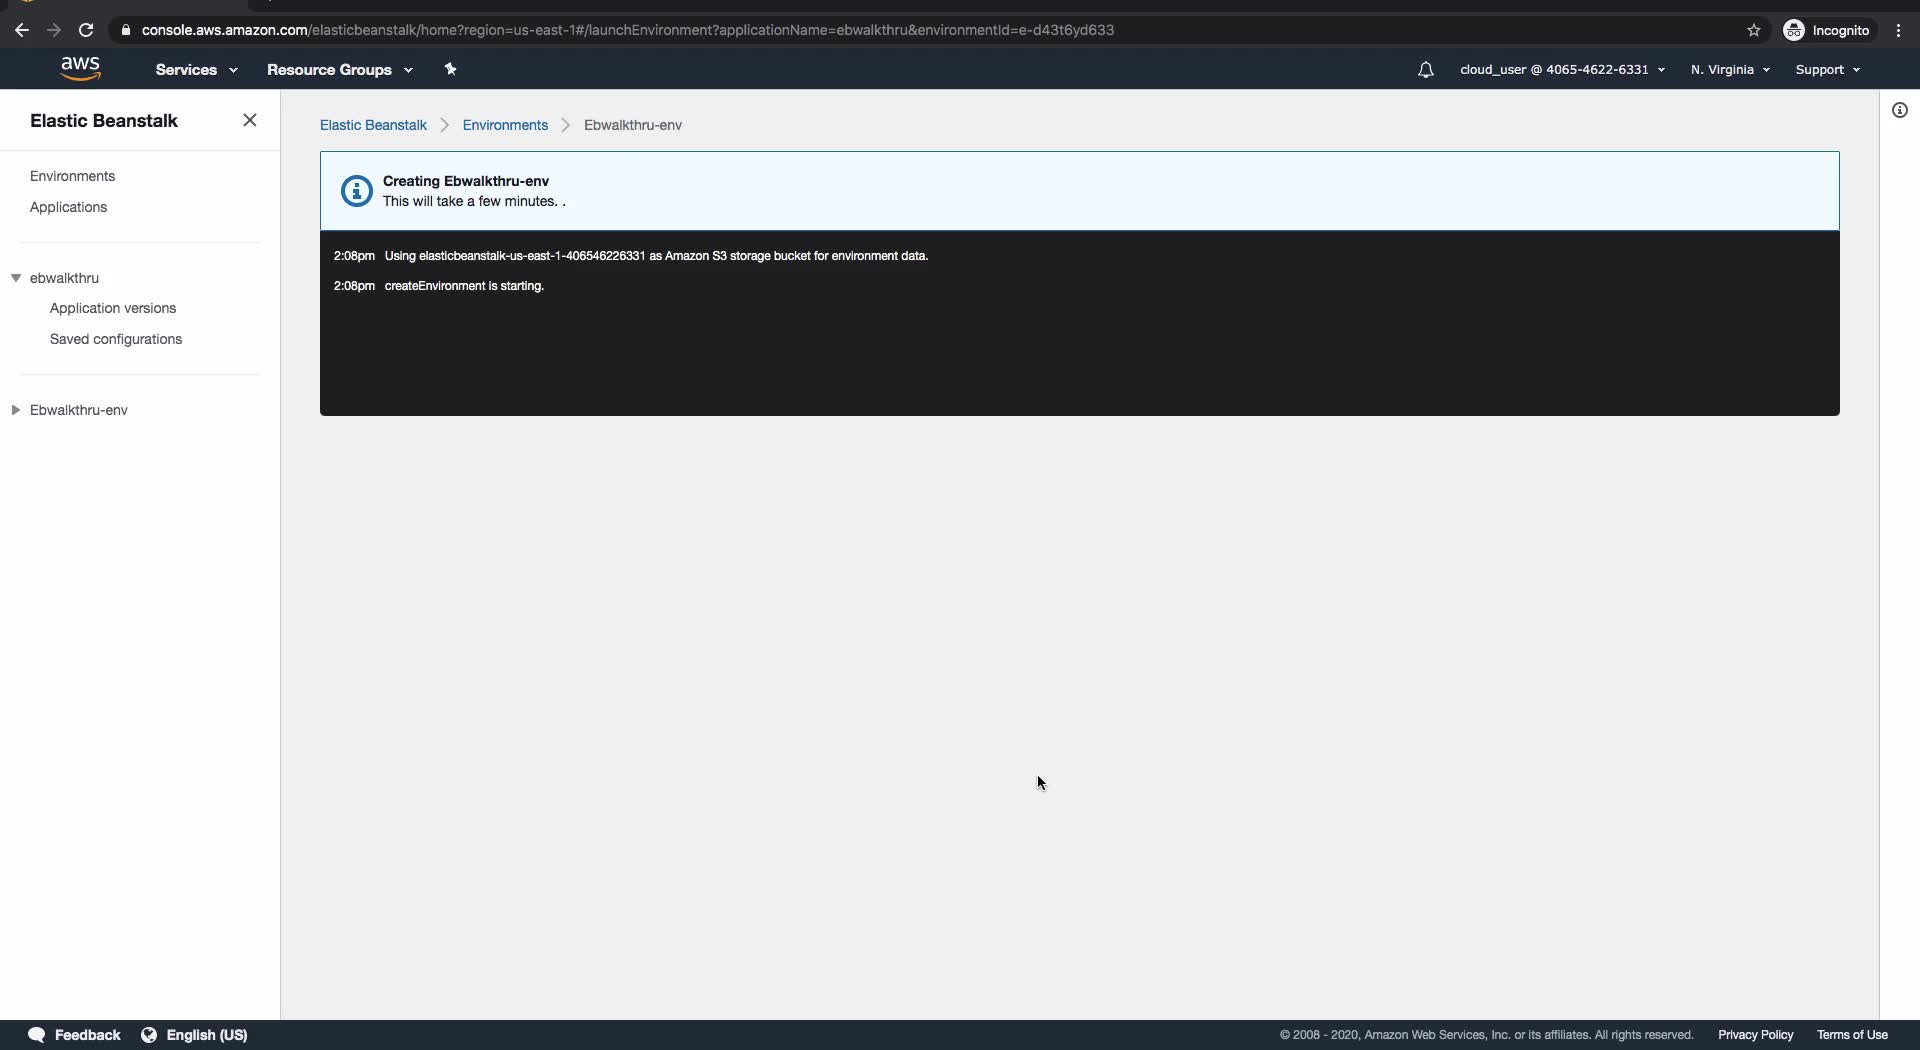 console.aws.amazon.com/elasticbeanstalk/home?region=us-east-1#/launchEnvironment?applicationName=ebwalkthru&environmentId=e-d43t6yd633
Incognito
aws
Services
Resource Groups
cloud_user @ 4065-4622-6331
N. Virginia
Support
Elastic Beanstalk
Environments
Applications
ebwalkthru
Application versions
Saved configurations
Ebwalkthru-env
Elastic Beanstalk
Environments
Ebwalkthru-env
Creating Ebwalkthru-env
This will take a few minutes. .
2:08pm Using elasticbeanstalk-us-east-1-406546226331 as Amazon S3 storage bucket for environment data.
2:08pm createEnvironment is starting.
Feedback
English (US)
© 2008 - 2020, Amazon Web Services, Inc. or its affiliates. All rights reserved.
Privacy Policy
Terms of Use